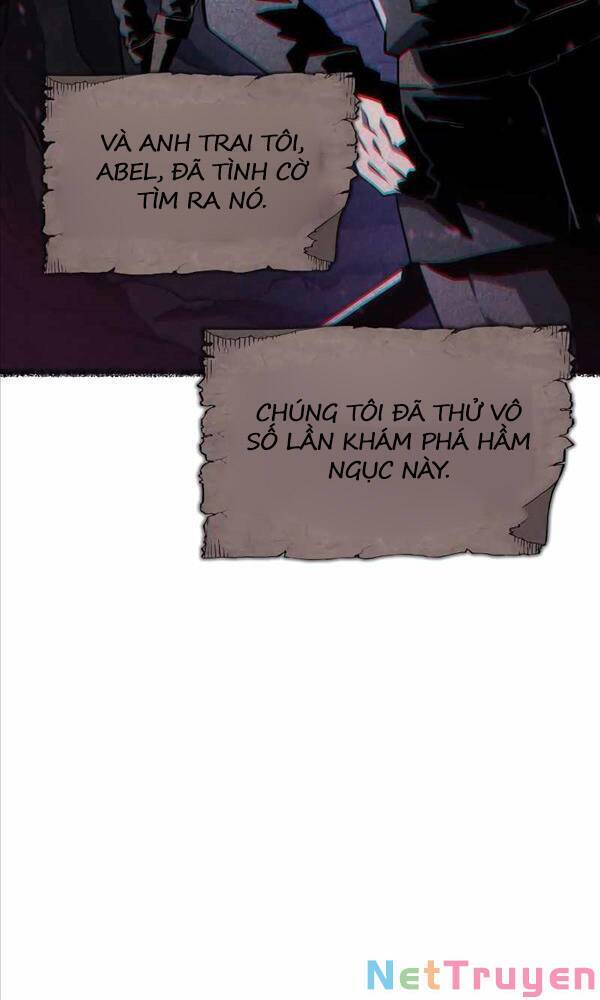 VÀ ANH TRAI TÔI,
ABEL, ĐÃ TÌNH CỜ
TÌM RA NÓ.
CHÚNG TÔI ĐÃ THỬ VÔ
SỐ LẦN KHÁM PHÁ HẦM
NGỤC NÀY.
NetTruyen